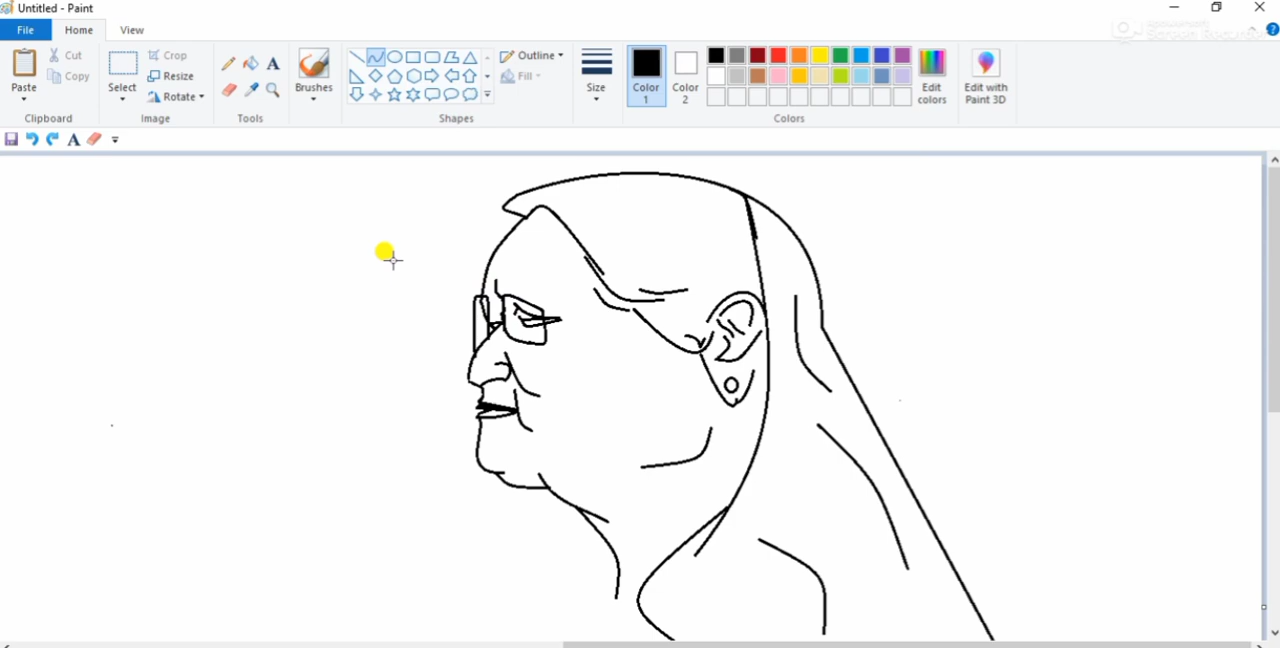 Untitled - Paint
File Home View
Paste
Cut
Copy
Clipboard
Select
Crop
Resize
Rotate
Image
A
Tools
Brushes
Outline
Fill
Shapes
Size
Color
1
Color
2
Edit
colors
Colors
Edit with
Paint 3D
A